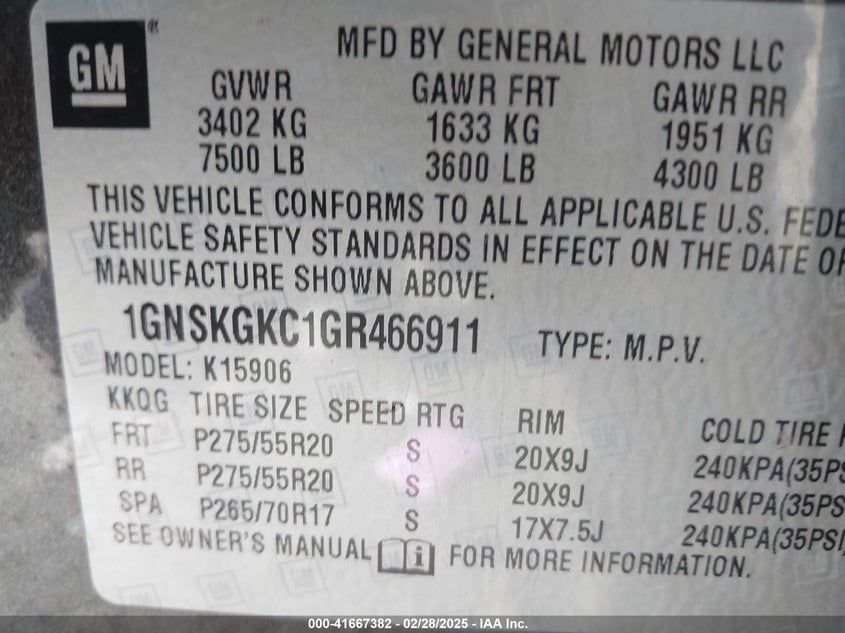 GM ®
MFD BY GENERAL MOTORS LLC
GVWR GAWR FRT GAWR RR
3402 KG 1633 KG 1951 KG
7500 LB 3600 LB 4300 LB
THIS VEHICLE CONFORMS TO ALL APPLICABLE U.S. FEDE
VEHICLE SAFETY STANDARDS IN EFFECT ON THE DATE OF
MANUFACTURE SHOWN ABOVE.
1GNSKGKC1GR466911 TYPE: M.P.V.
MODEL: K15906
KKQG TIRE SIZE SPEED RTG RIM COLD TIRE
FRT P275/55R20 S 20X9J 240KPA(35PS
RR P275/55R20 S 20X9J 240KPA(35PS
SPA P265/70R17 S 17X7.5J 240KPA(35PSI
SEE OWNER'S MANUAL i FOR MORE INFORMATION.
000-41667382 - 02/28/2025 - IAA Inc.